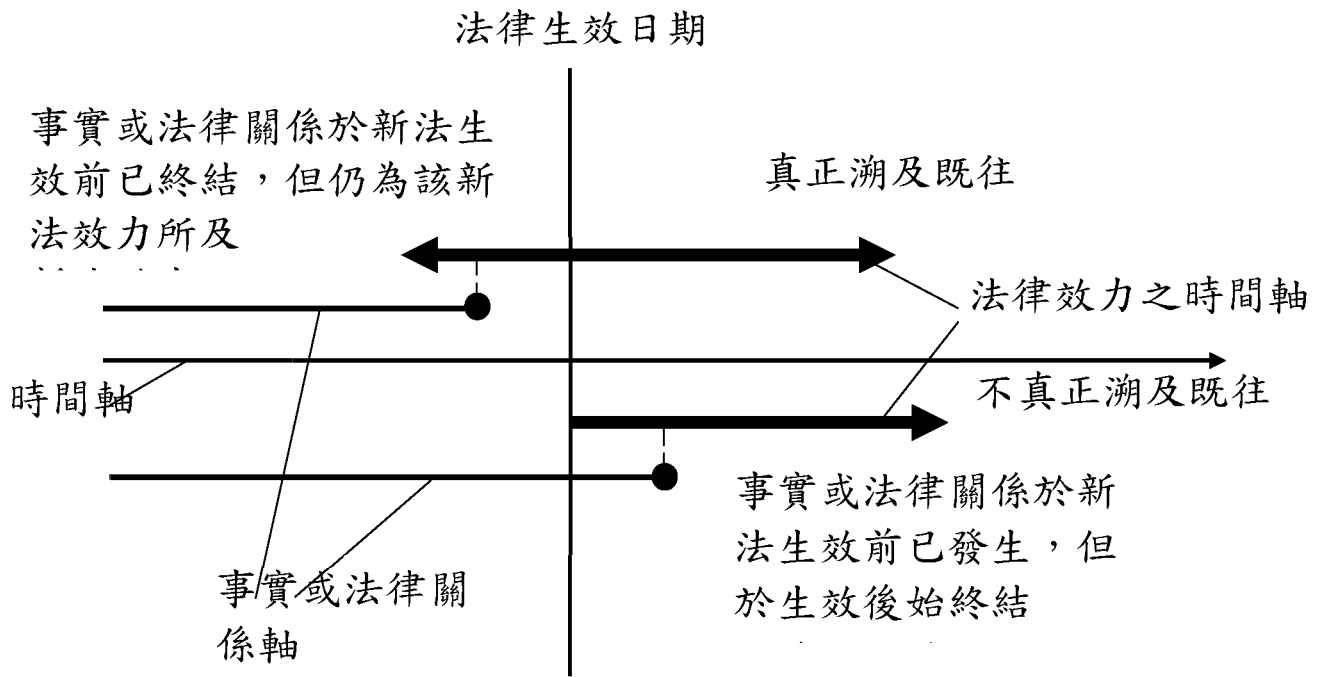 法律生效日期
事實或法律關係於新法生
效前已終結，但仍為該新
法效力所及
真正溯及既往
法律效力之時間軸
時間軸
不真正溯及既往
事實或法律關係於新
法生效前已發生，但
於生效後始終結
事實或法律關
係軸